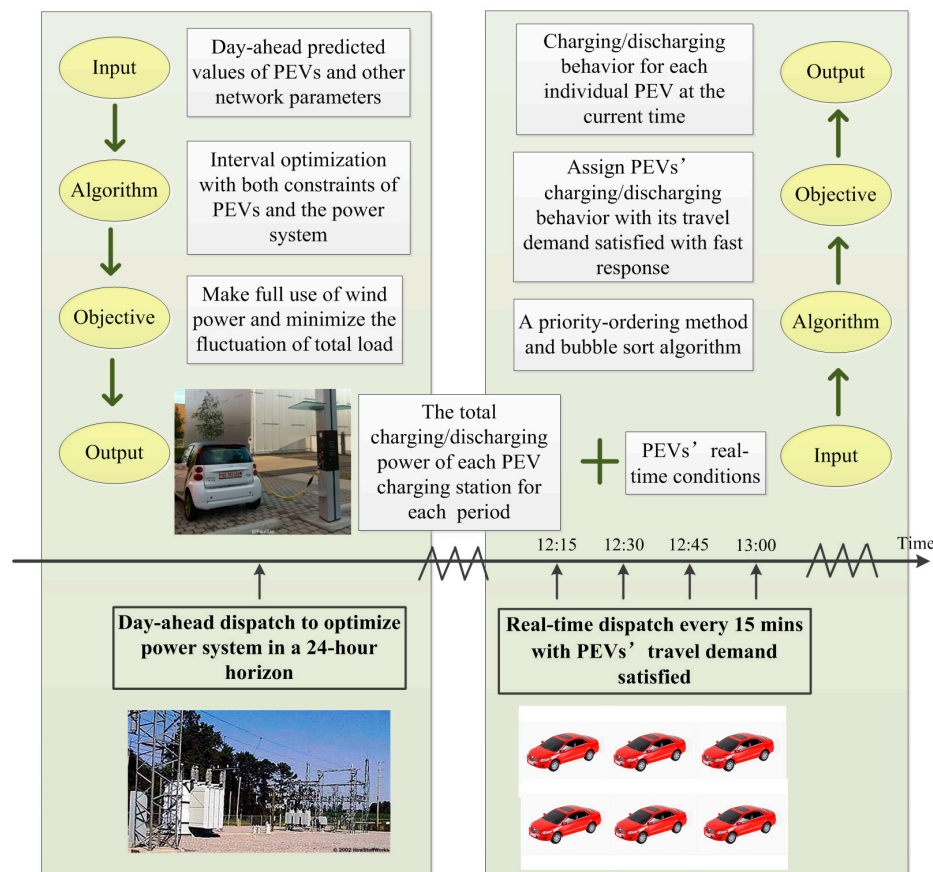 Input
Day-ahead predicted
values of PEVs and other
network parameters
Algorithm
Interval optimization
with both constraints of
PEVs and the power
system
Objective
Make full use of wind
power and minimize the
fluctuation of total load
Output
The total
charging/discharging
power of each PEV
charging station for
each period
PEVs’ real-
time conditions
Charging/discharging
behavior for each
individual PEV at the
current time
Output
Assign PEVs’
charging/discharging
behavior with its travel
demand satisfied with fast
response
Objective
A priority-ordering method
and bubble sort algorithm
Algorithm
Input
12:15 12:30 12:45 13:00 Time
Day-ahead dispatch to optimize
power system in a 24-hour
horizon
Real-time dispatch every 15 mins
with PEVs’ travel demand
satisfied
© 2002 HowStuffWorks